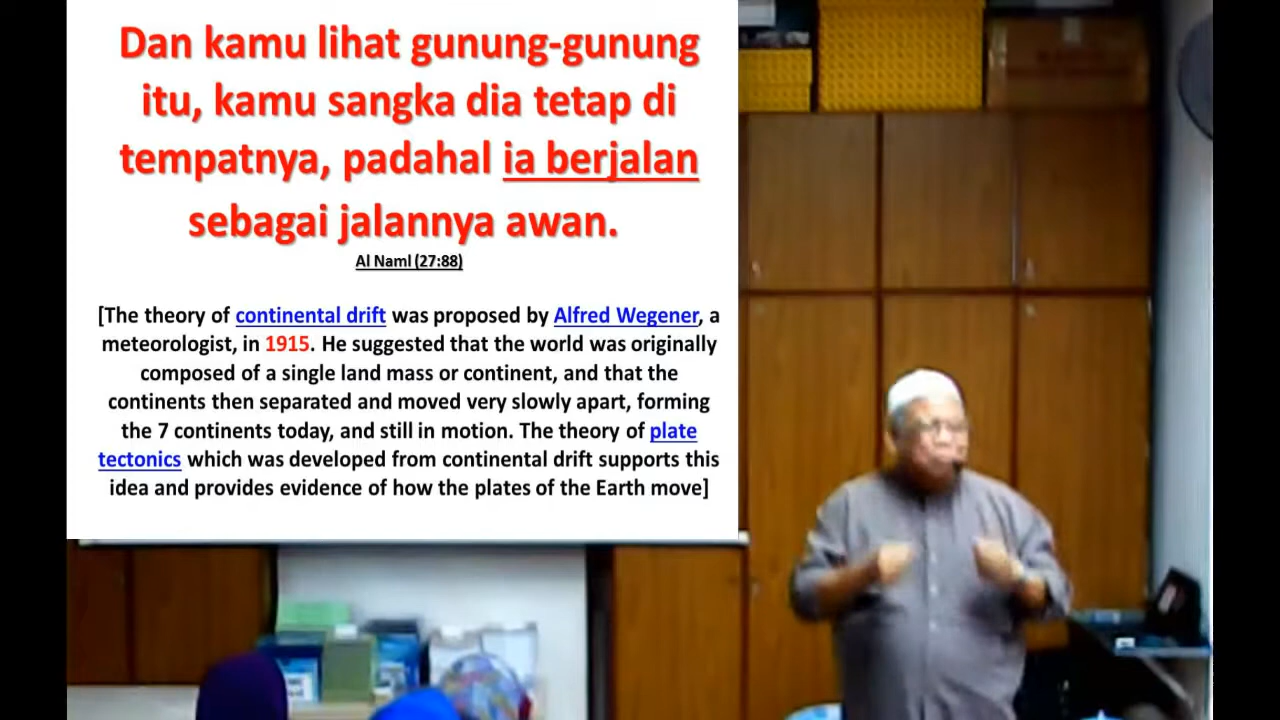 Dan kamu lihat gunung-gunung
itu, kamu sangka dia tetap di
tempatnya, padahal ia berjalan
sebagai jalannya awan.
Al Naml (27:88)
[The theory of continental drift was proposed by Alfred Wegener, a
meteorologist, in 1915. He suggested that the world was originally
composed of a single land mass or continent, and that the
continents then separated and moved very slowly apart, forming
the 7 continents today, and still in motion. The theory of plate
tectonics which was developed from continental drift supports this
idea and provides evidence of how the plates of the Earth move]